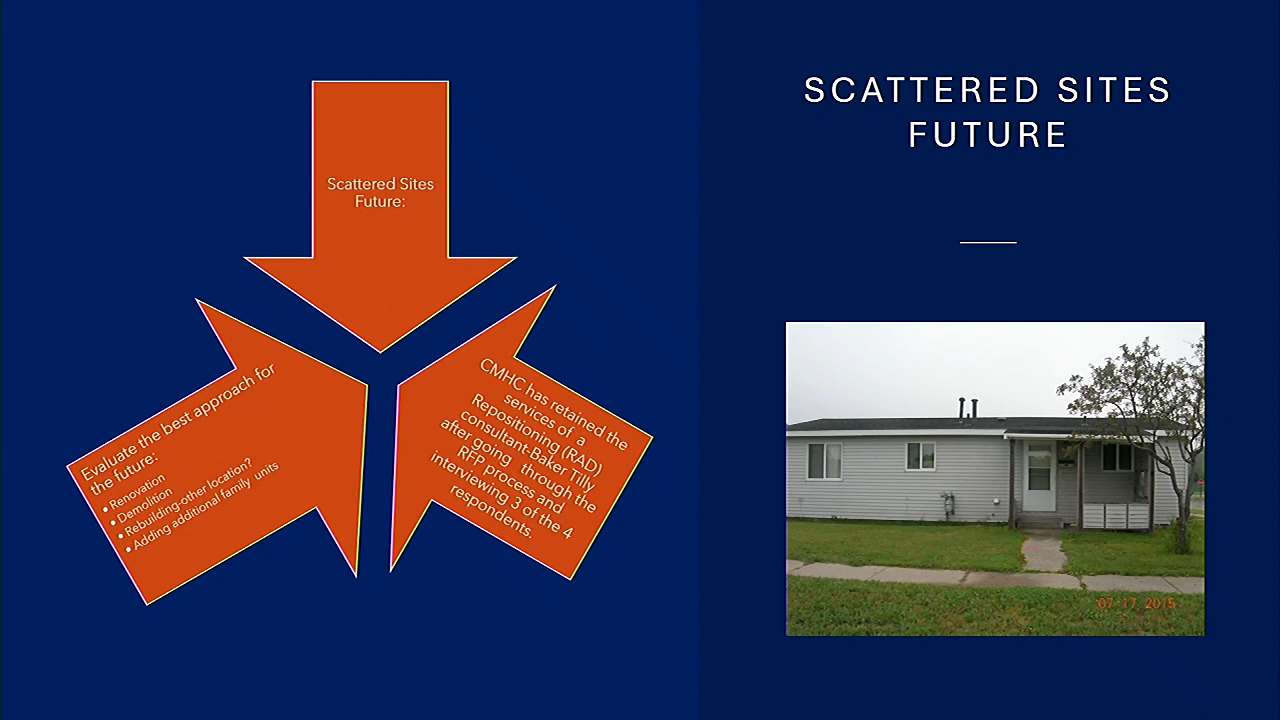 SCATTERED SITES
FUTURE
Scattered Sites
Future:
CMHC has retained the
services of a
Repositioning (RAD)
consultant-Baker Tilly
after going through the
RFP process and
interviewing 3 of the 4
respondents.
Evaluate the best approach for
the future:
• Renovation
• Demolition
• Rebuilding-other location?
• Adding additional family units
07 17 2015